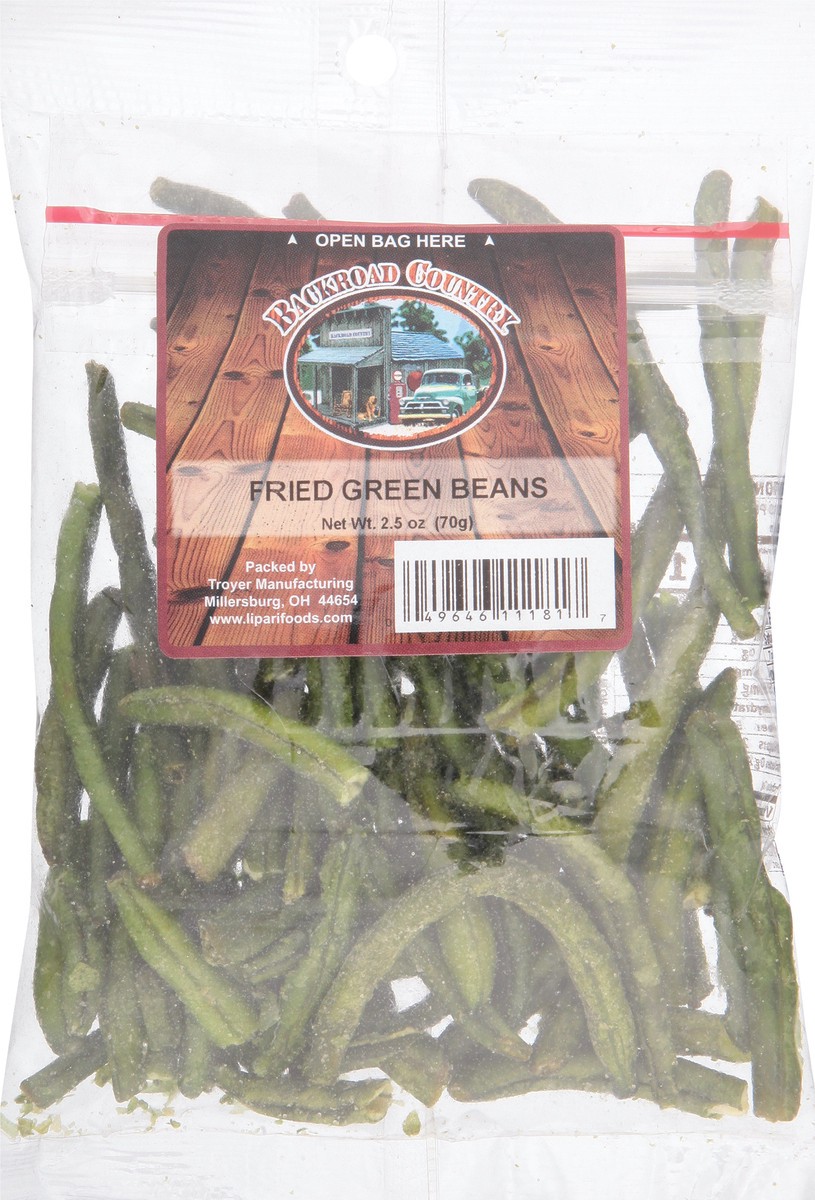 ▲ OPEN BAG HERE ▲
BACKROAD COUNTRY
FRIED GREEN BEANS
Net Wt. 2.5 oz (70g)
Packed by
Troyer Manufacturing
Millersburg, OH 44654
www.liparifoods.com
0 49646 11181 7